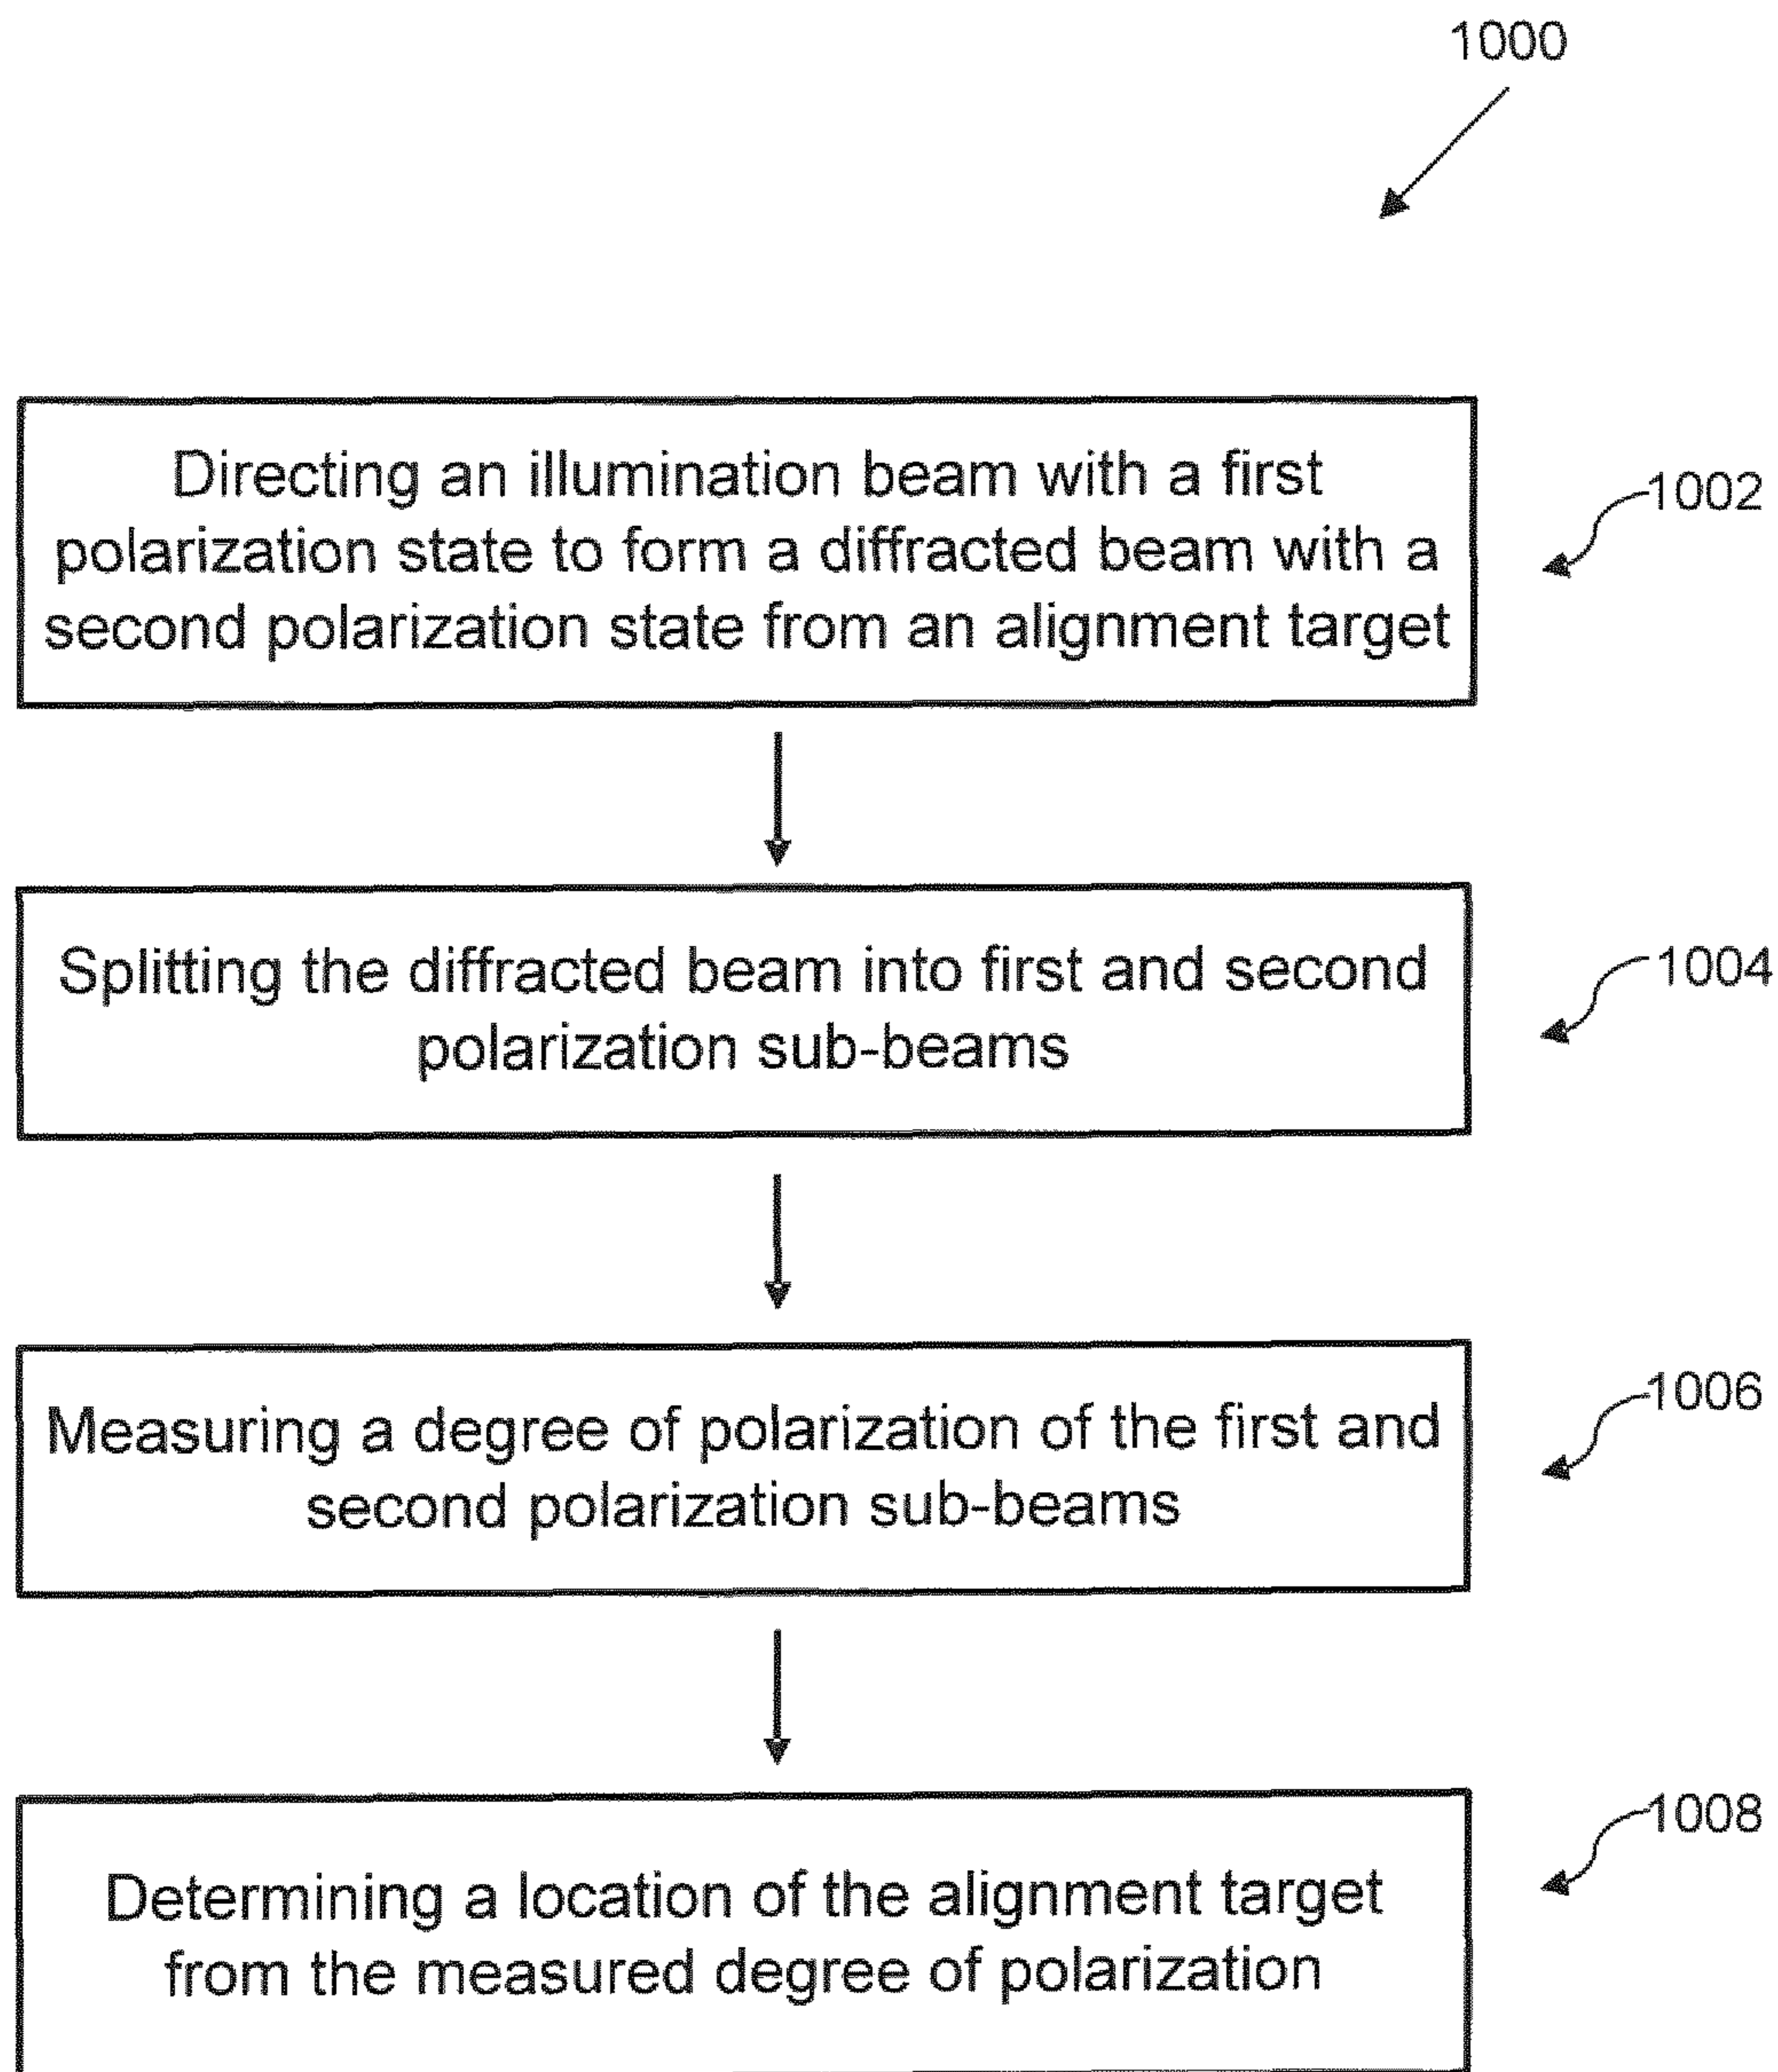 1000
Directing an illumination beam with a first
polarization state to form a diffracted beam with a
second polarization state from an alignment target
1002
Splitting the diffracted beam into first and second
polarization sub-beams
1004
Measuring a degree of polarization of the first and
second polarization sub-beams
1006
Determining a location of the alignment target
from the measured degree of polarization
1008